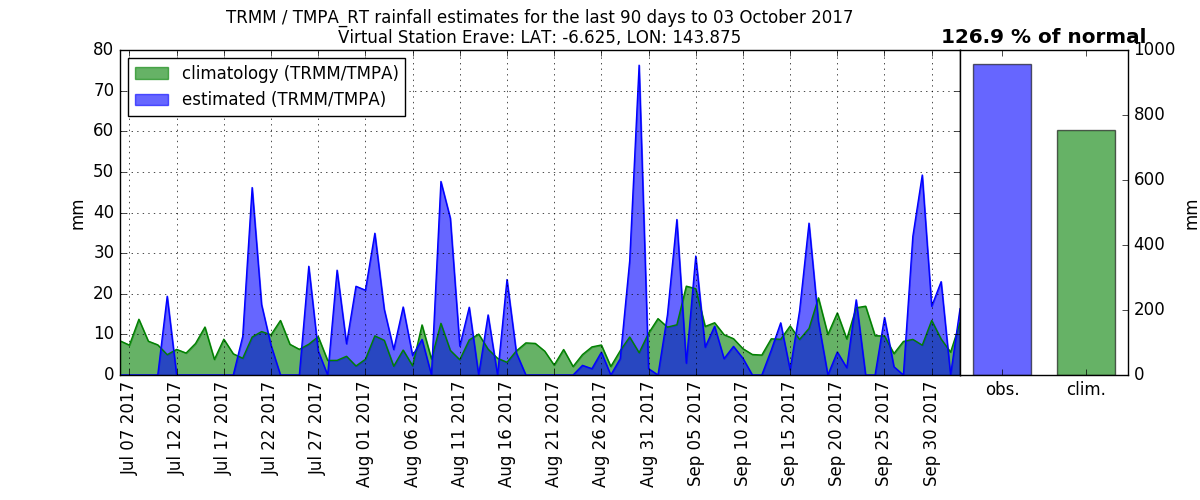 TRMM / TMPA_RT rainfall estimates for the last 90 days to 03 October 2017
Virtual Station Erave: LAT: -6.625, LON: 143.875
126.9 % of normal
climatology (TRMM/TMPA)
estimated (TRMM/TMPA)
mm
80
70
60
50
40
30
20
10
0
Jul 07 2017
Jul 12 2017
Jul 17 2017
Jul 22 2017
Jul 27 2017
Aug 01 2017
Aug 06 2017
Aug 11 2017
Aug 16 2017
Aug 21 2017
Aug 26 2017
Aug 31 2017
Sep 05 2017
Sep 10 2017
Sep 15 2017
Sep 20 2017
Sep 25 2017
Sep 30 2017
obs.
clim.
1000
800
600
400
200
0
mm